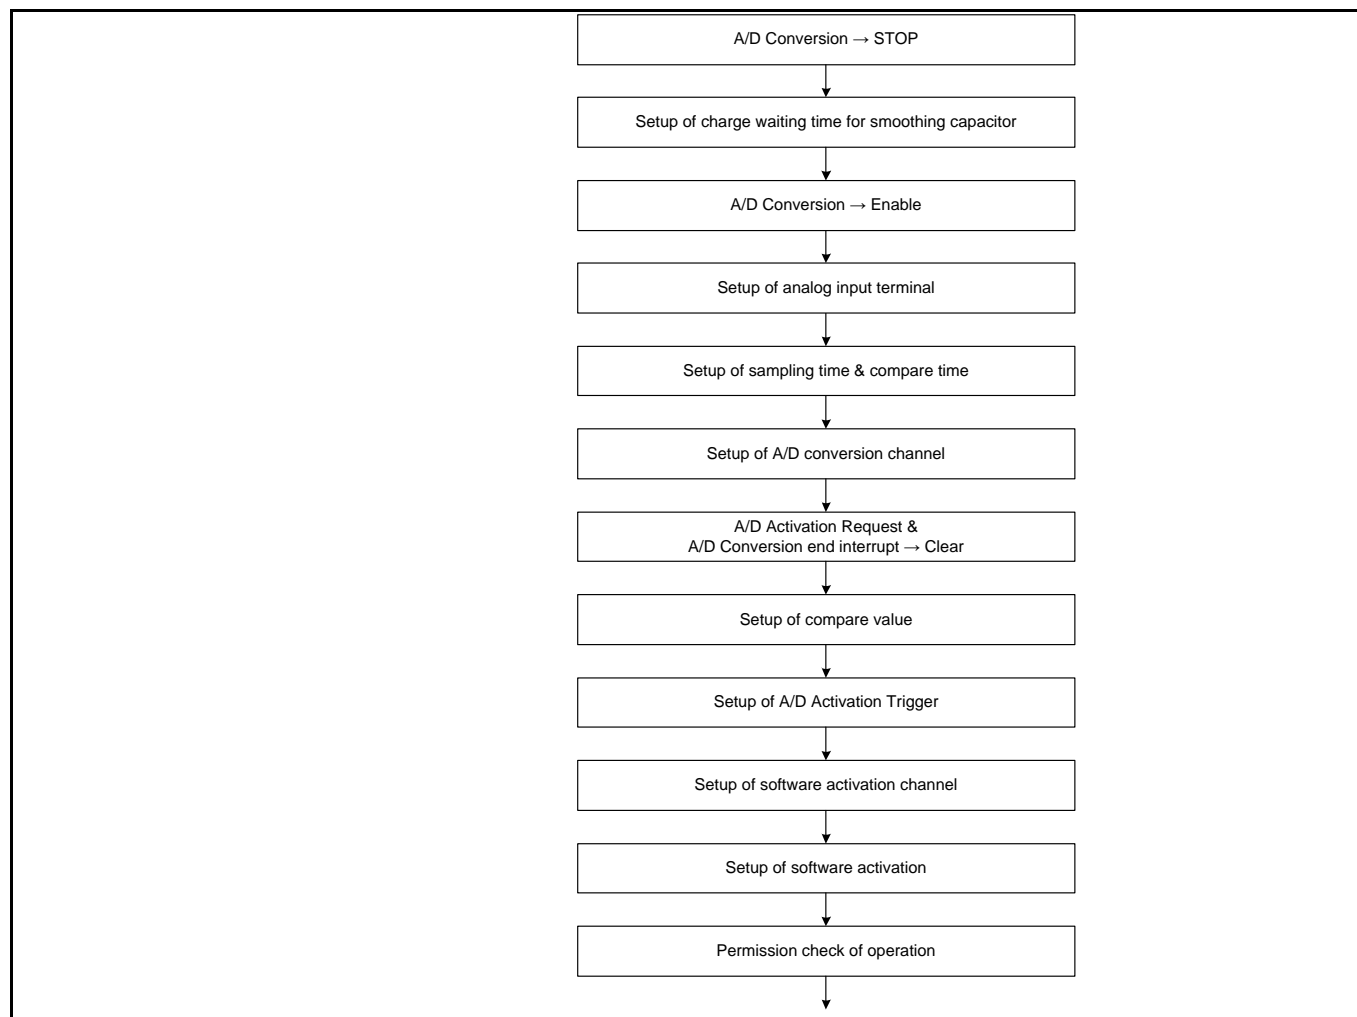 A/D Conversion → STOP
Setup of charge waiting time for smoothing capacitor
A/D Conversion → Enable
Setup of analog input terminal
Setup of sampling time & compare time
Setup of A/D conversion channel
A/D Activation Request &
A/D Conversion end interrupt → Clear
Setup of compare value
Setup of A/D Activation Trigger
Setup of software activation channel
Setup of software activation
Permission check of operation